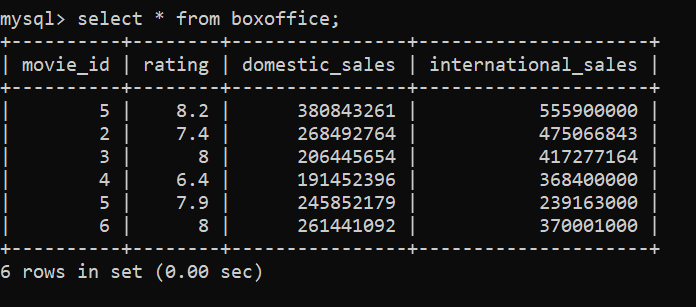 mysql> select * from boxoffice;
+----------+--------+----------------+---------------------+
| movie_id | rating | domestic_sales | international_sales |
+----------+--------+----------------+---------------------+
|        5 |    8.2 |      380843261 |           555900000 |
|        2 |    7.4 |      268492764 |           475066843 |
|        3 |      8 |      206445654 |           417277164 |
|        4 |    6.4 |      191452396 |           368400000 |
|        5 |    7.9 |      245852179 |           239163000 |
|        6 |      8 |      261441092 |           370001000 |
+----------+--------+----------------+---------------------+
6 rows in set (0.00 sec)